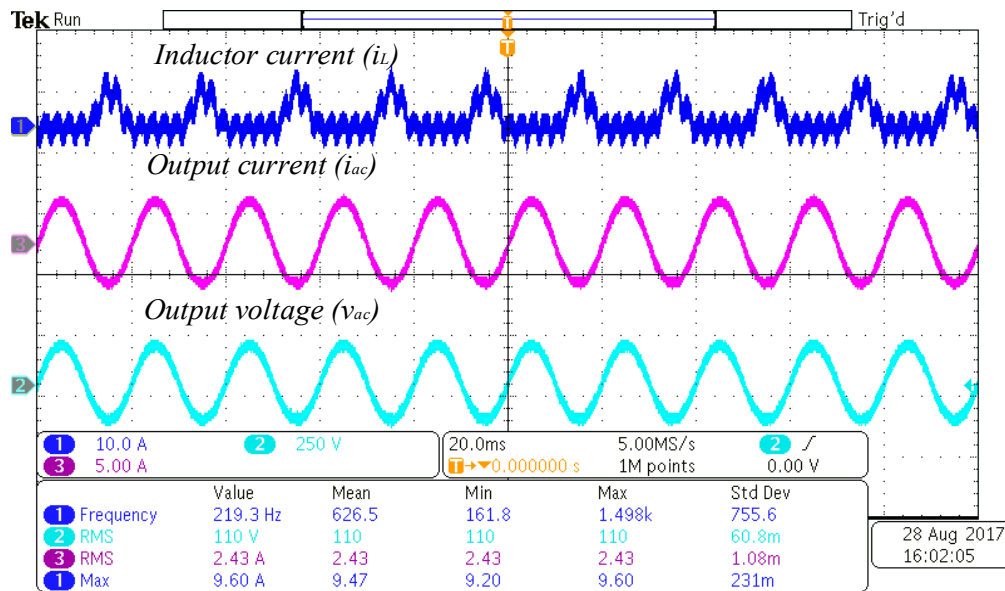 Tek Run Trig'd
T
T
Inductor current (iL)
1
Output current (iac)
3
Output voltage (vac)
2
1 10.0 A 2 250 V
3 5.00 A
20.0ms 5.00MS/s 2 ∫
T→▼0.000000 s 1M points 0.00 V
Value Mean Min Max Std Dev
1 Frequency 219.3 Hz 626.5 161.8 1.498k 755.6
2 RMS 110 V 110 110 110 60.8m
3 RMS 2.43 A 2.43 2.43 2.43 1.08m
1 Max 9.60 A 9.47 9.20 9.60 231m
28 Aug 2017
16:02:05